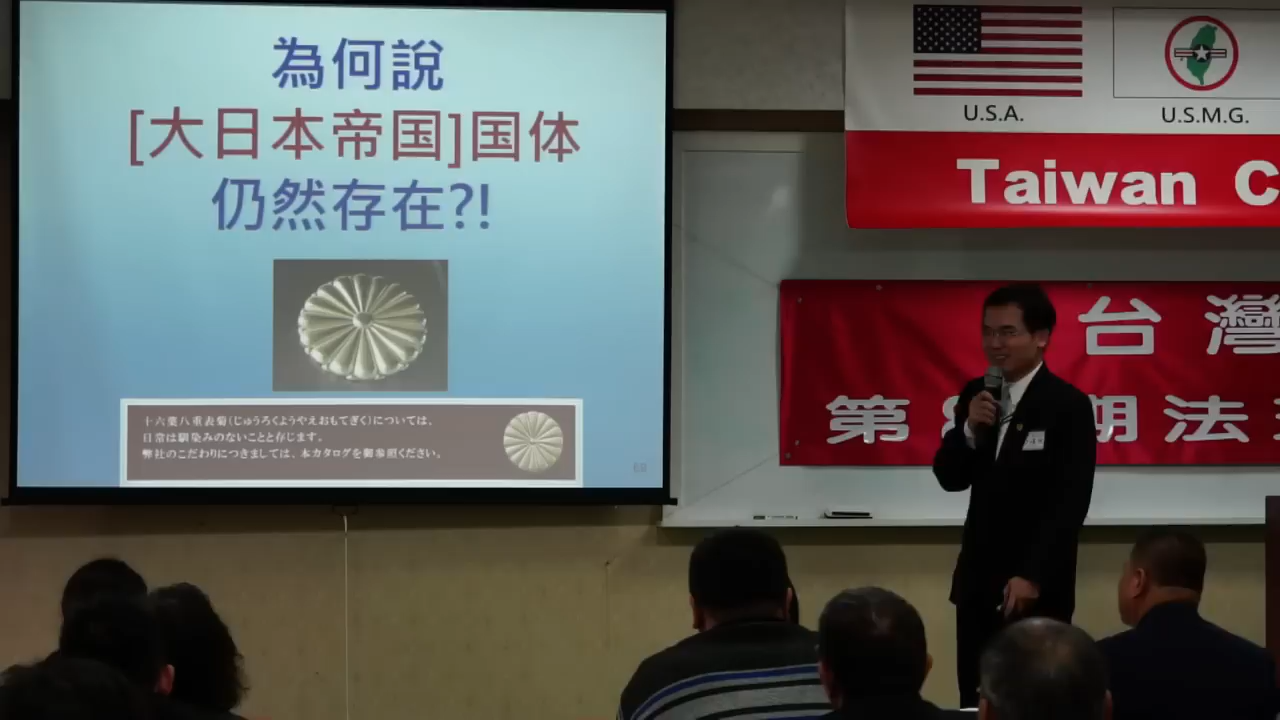 為何說
[大日本帝国]国体
仍然存在?!
十六葉八重表菊(じゅうろくようやえおもてぎく)については、
日常は馴染みのないことと存じます。
弊社のこだわりにつきましては、本カタログを御参照ください。
68
U.S.A.
U.S.M.G.
Taiwan C
台灣
第8期法